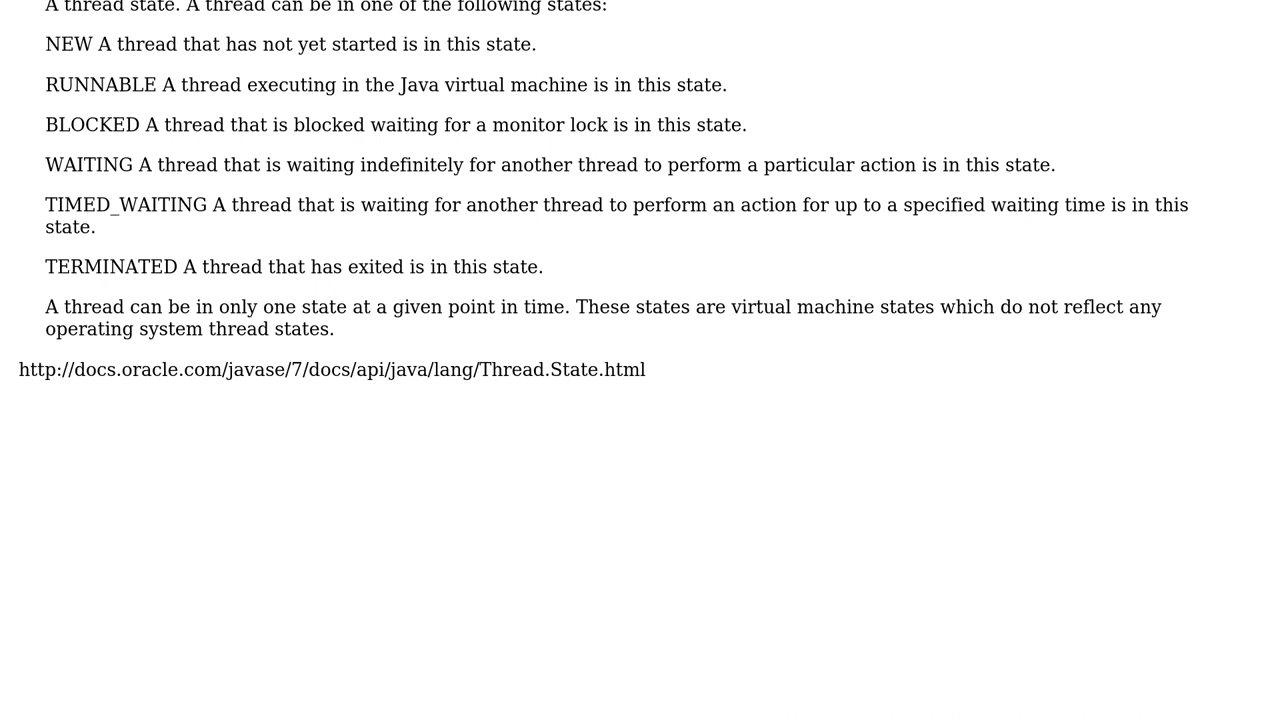 A thread state. A thread can be in one of the following states:
NEW A thread that has not yet started is in this state.
RUNNABLE A thread executing in the Java virtual machine is in this state.
BLOCKED A thread that is blocked waiting for a monitor lock is in this state.
WAITING A thread that is waiting indefinitely for another thread to perform a particular action is in this state.
TIMED_WAITING A thread that is waiting for another thread to perform an action for up to a specified waiting time is in this
state.
TERMINATED A thread that has exited is in this state.
A thread can be in only one state at a given point in time. These states are virtual machine states which do not reflect any
operating system thread states.
http://docs.oracle.com/javase/7/docs/api/java/lang/Thread.State.html